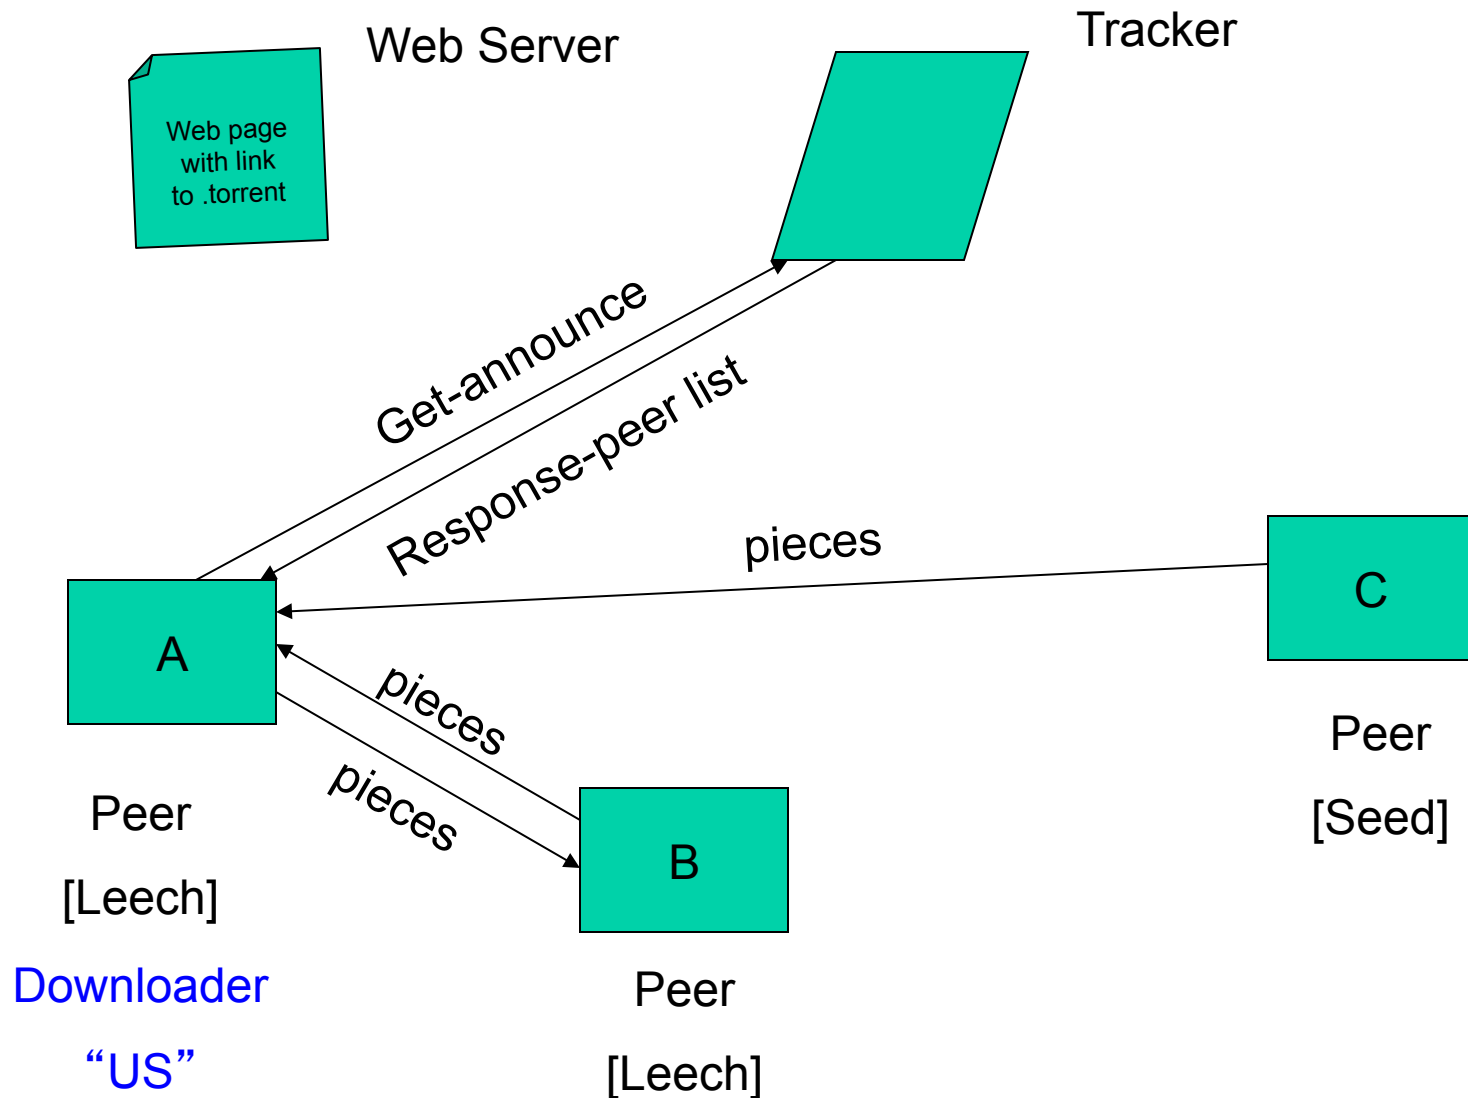 Web Server
Tracker
Web page
with link
to .torrent
Get-announce
Response-peer list
pieces
C
A
pieces
pieces
Peer
[Seed]
Peer
[Leech]
B
Downloader
“US”
Peer
[Leech]